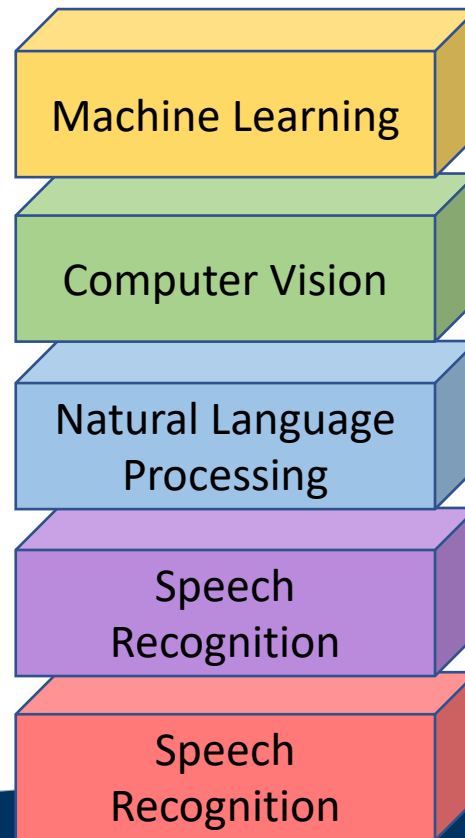 Machine Learning
Computer Vision
Natural Language
Processing
Speech
Recognition
Speech
Recognition